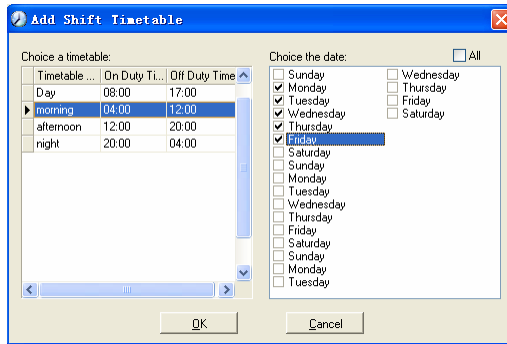 Add Shift Timetable
Choice a timetable:
Timetable ... On Duty Ti... Off Duty Time
Day 08:00 17:00
morning 04:00 12:00
afternoon 12:00 20:00
night 20:00 04:00
Choice the date: All
Sunday
Monday
Tuesday
Wednesday
Thursday
Friday
Saturday
Sunday
Monday
Tuesday
Wednesday
Thursday
Friday
Saturday
Sunday
Monday
Tuesday
Wednesday
Thursday
Friday
Saturday
OK Cancel